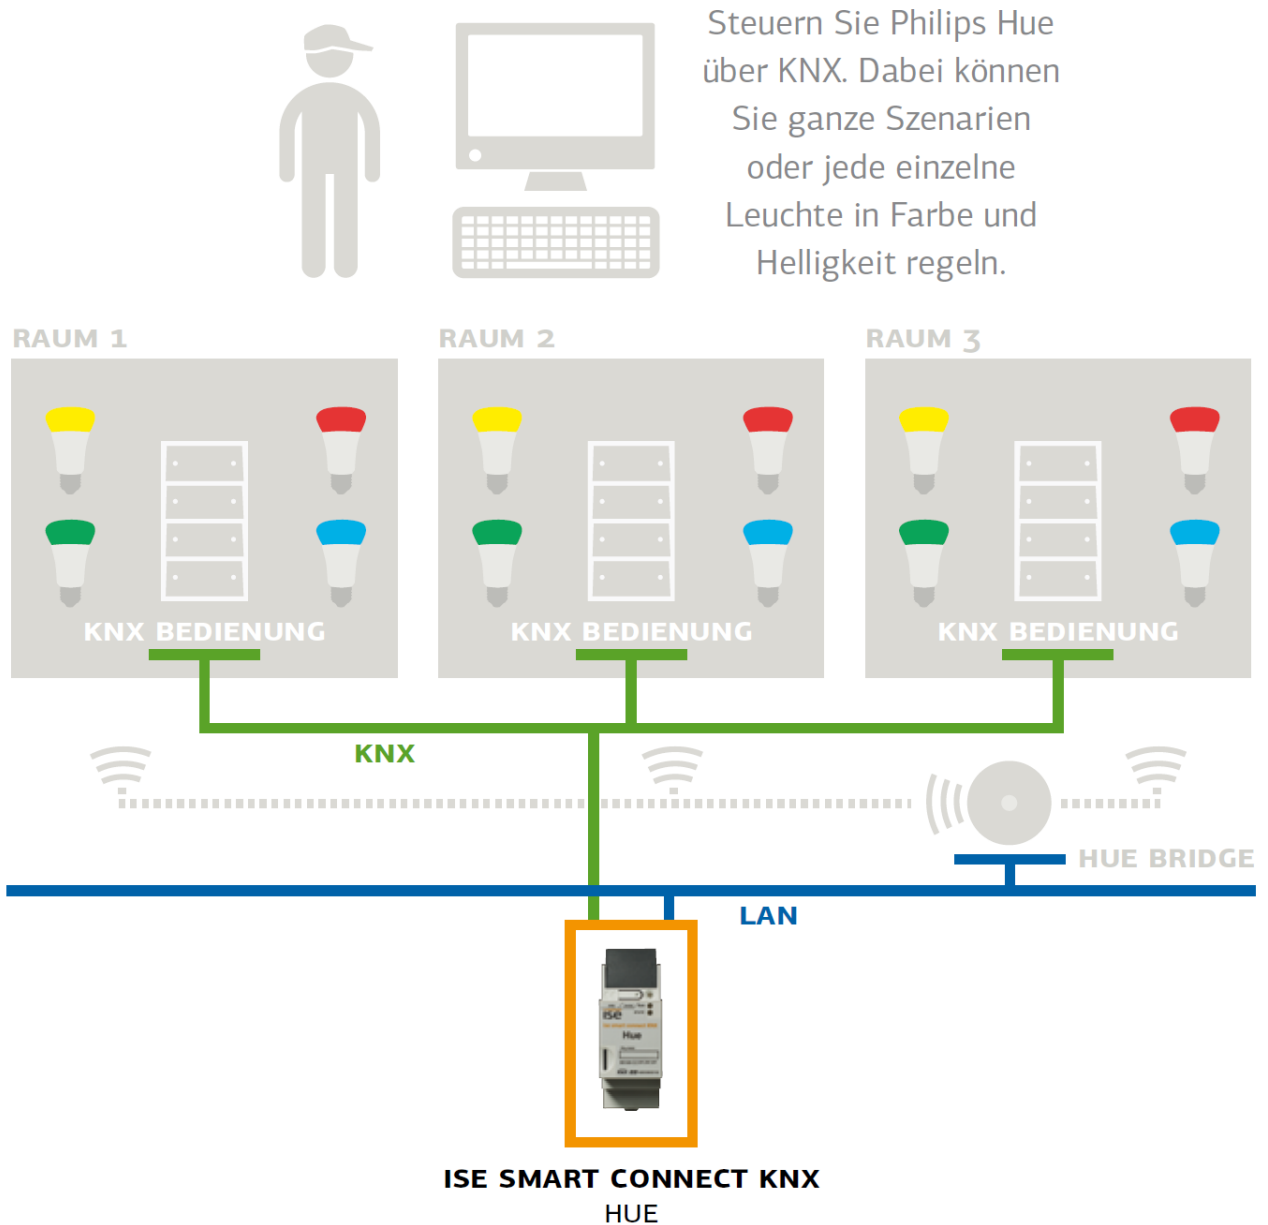 Steuern Sie Philips Hue
über KNX. Dabei können
Sie ganze Szenarien
oder jede einzelne
Leuchte in Farbe und
Helligkeit regeln.
RAUM 1
RAUM 2
RAUM 3
KNX BEDIENUNG
KNX BEDIENUNG
KNX BEDIENUNG
KNX
HUE BRIDGE
LAN
ise
Hue
ISE SMART CONNECT KNX
HUE